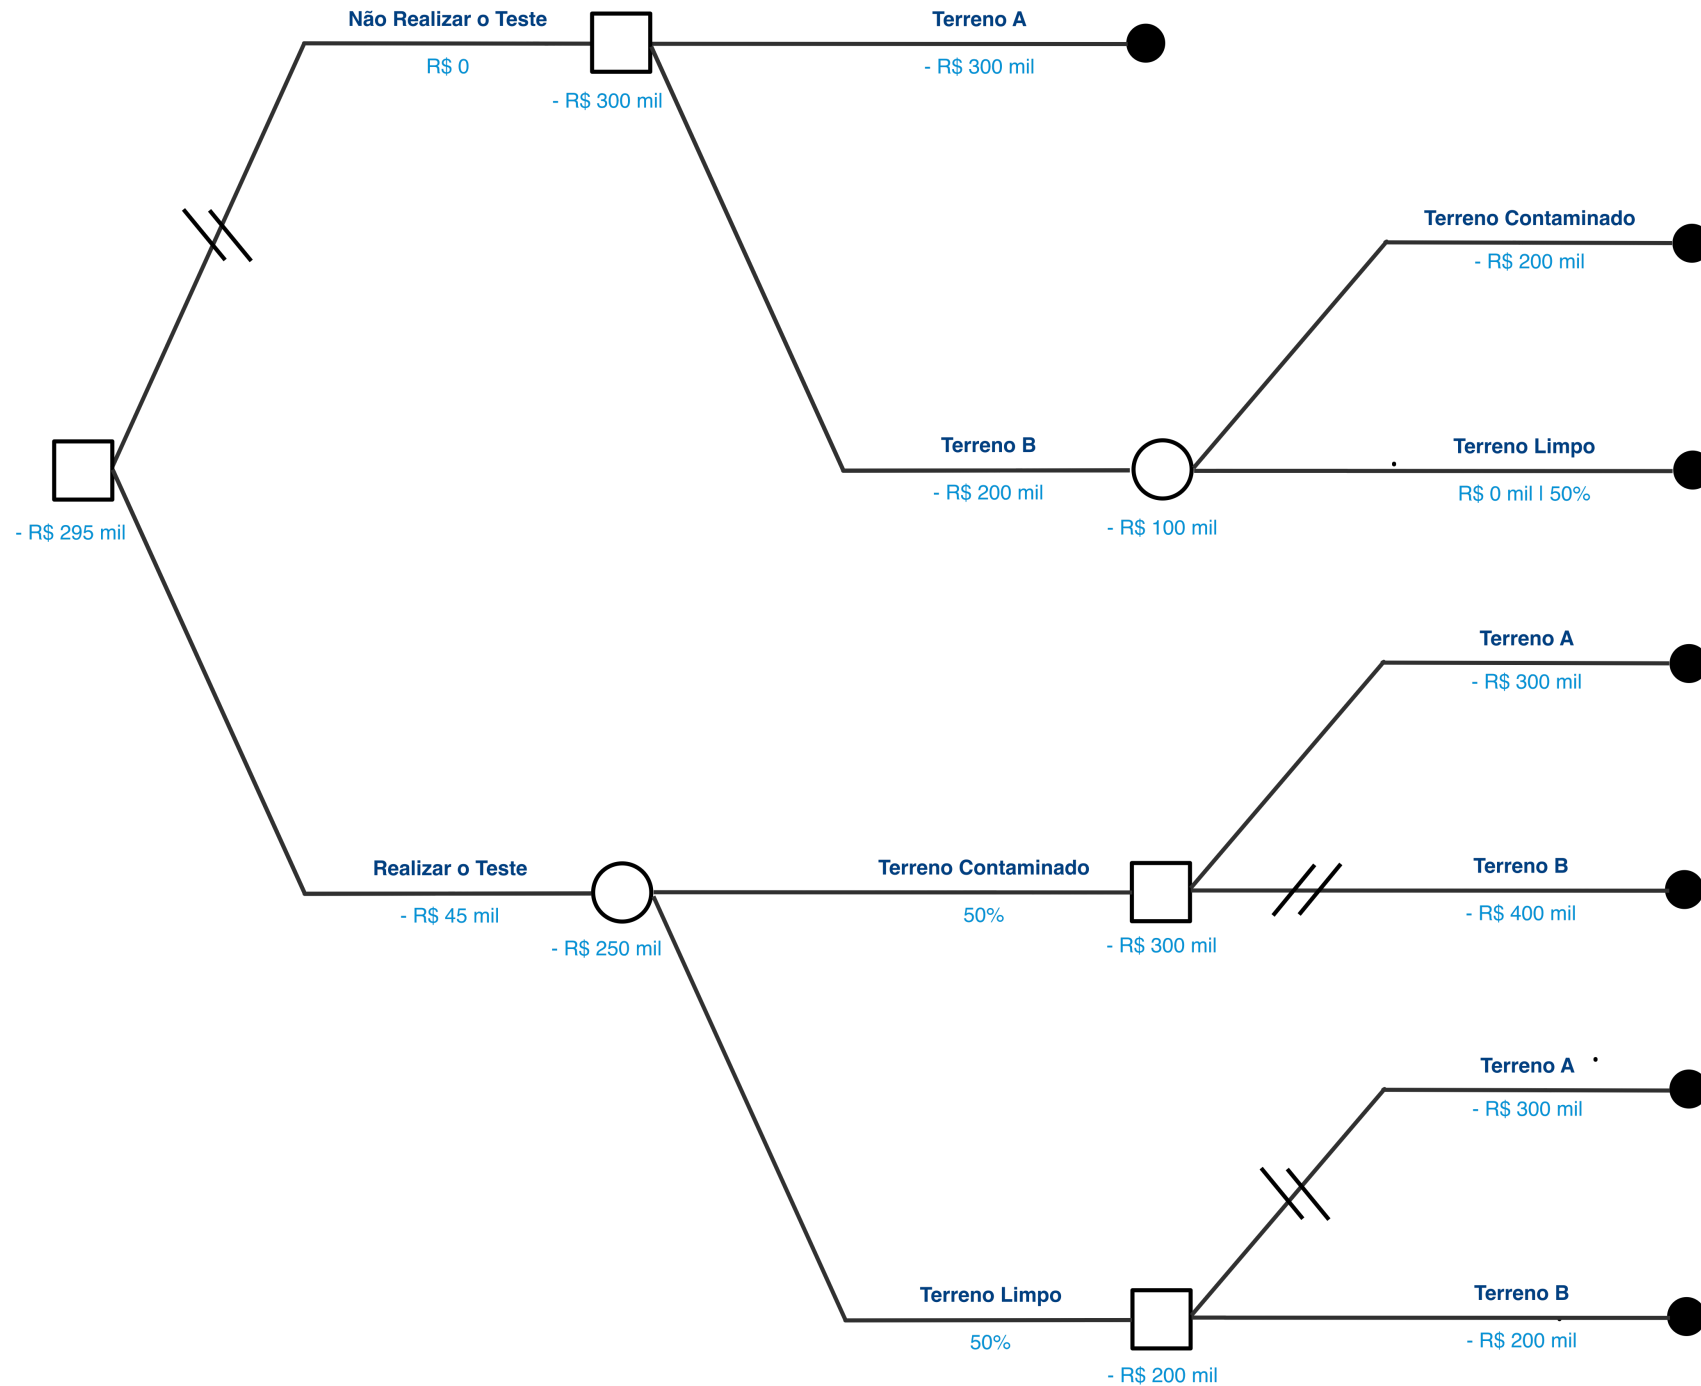 Não Realizar o Teste
R$ 0
- R$ 300 mil
Terreno A
- R$ 300 mil
Terreno Contaminado
- R$ 200 mil
Terreno B
- R$ 200 mil
- R$ 100 mil
Terreno Limpo
R$ 0 mil I 50%
- R$ 295 mil
Terreno A
- R$ 300 mil
Realizar o Teste
- R$ 45 mil
- R$ 250 mil
Terreno Contaminado
50%
- R$ 300 mil
Terreno B
- R$ 400 mil
Terreno A
- R$ 300 mil
Terreno Limpo
50%
- R$ 200 mil
Terreno B
- R$ 200 mil